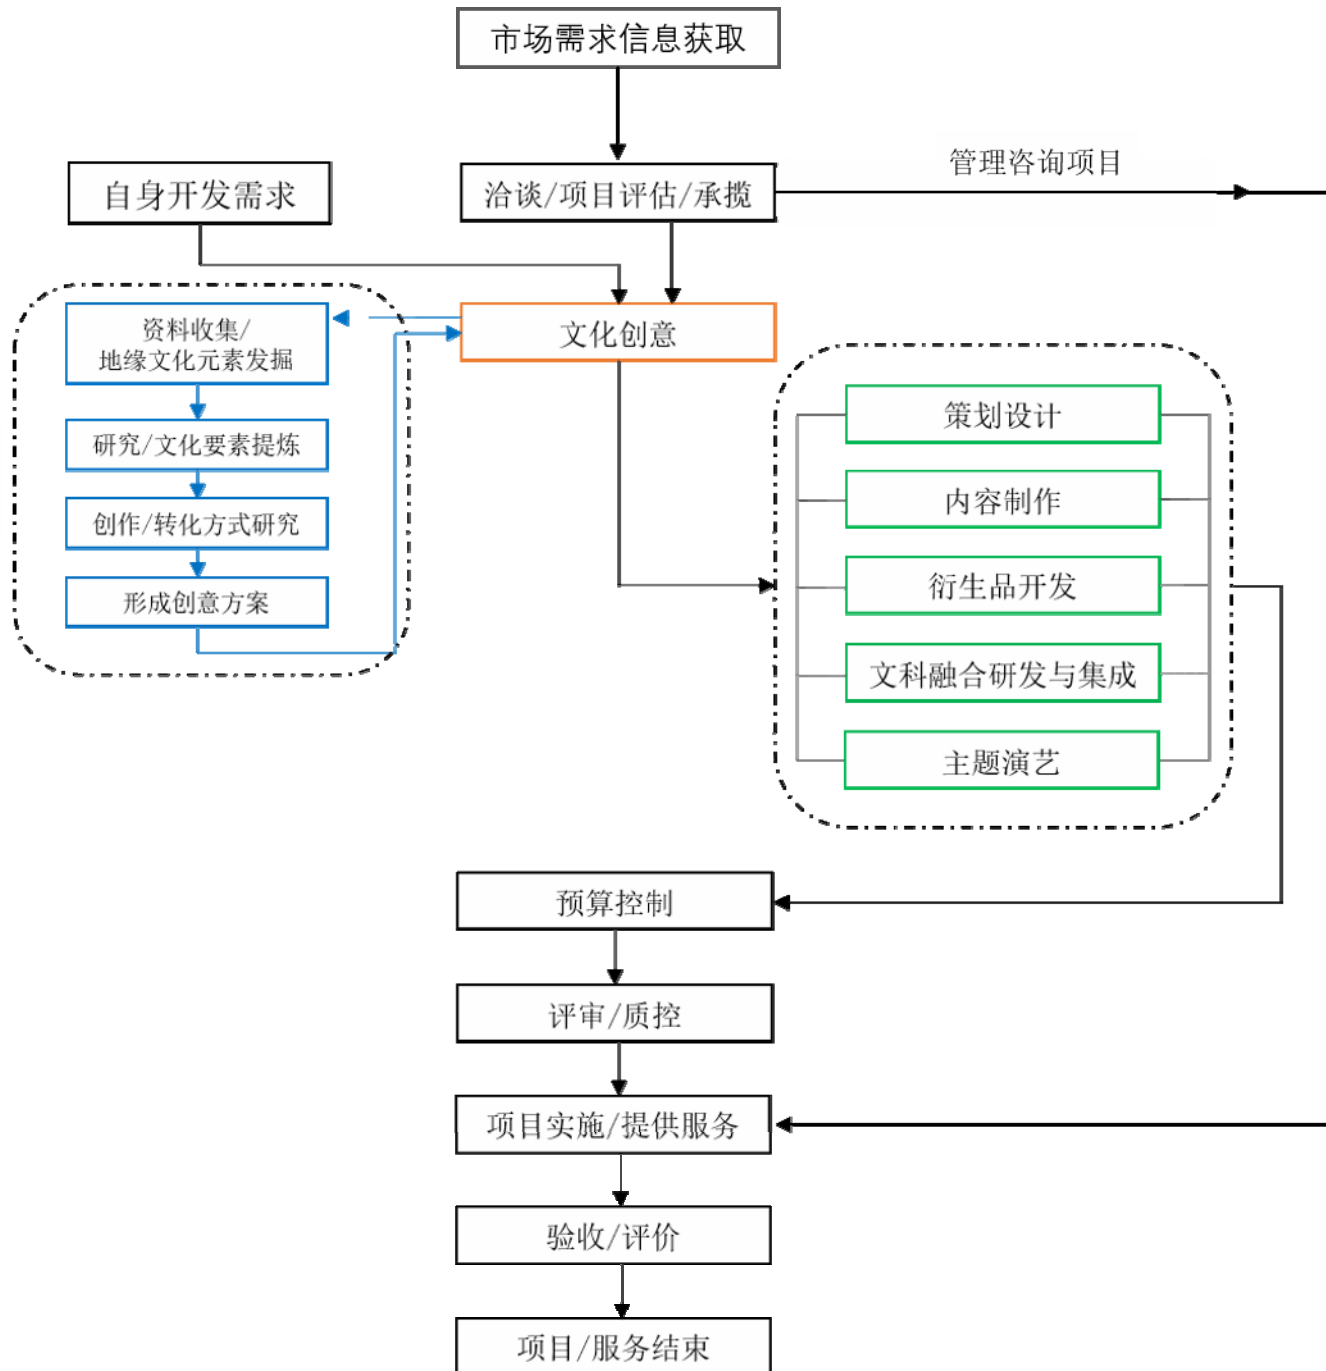 市场需求信息获取
管理咨询项目
自身开发需求
洽谈/项目评估/承揽
文化创意
资料收集/
地缘文化元素发掘
研究/文化要素提炼
创作/转化方式研究
形成创意方案
策划设计
内容制作
衍生品开发
文科融合研发与集成
主题演艺
预算控制
评审/质控
项目实施/提供服务
验收/评价
项目/服务结束